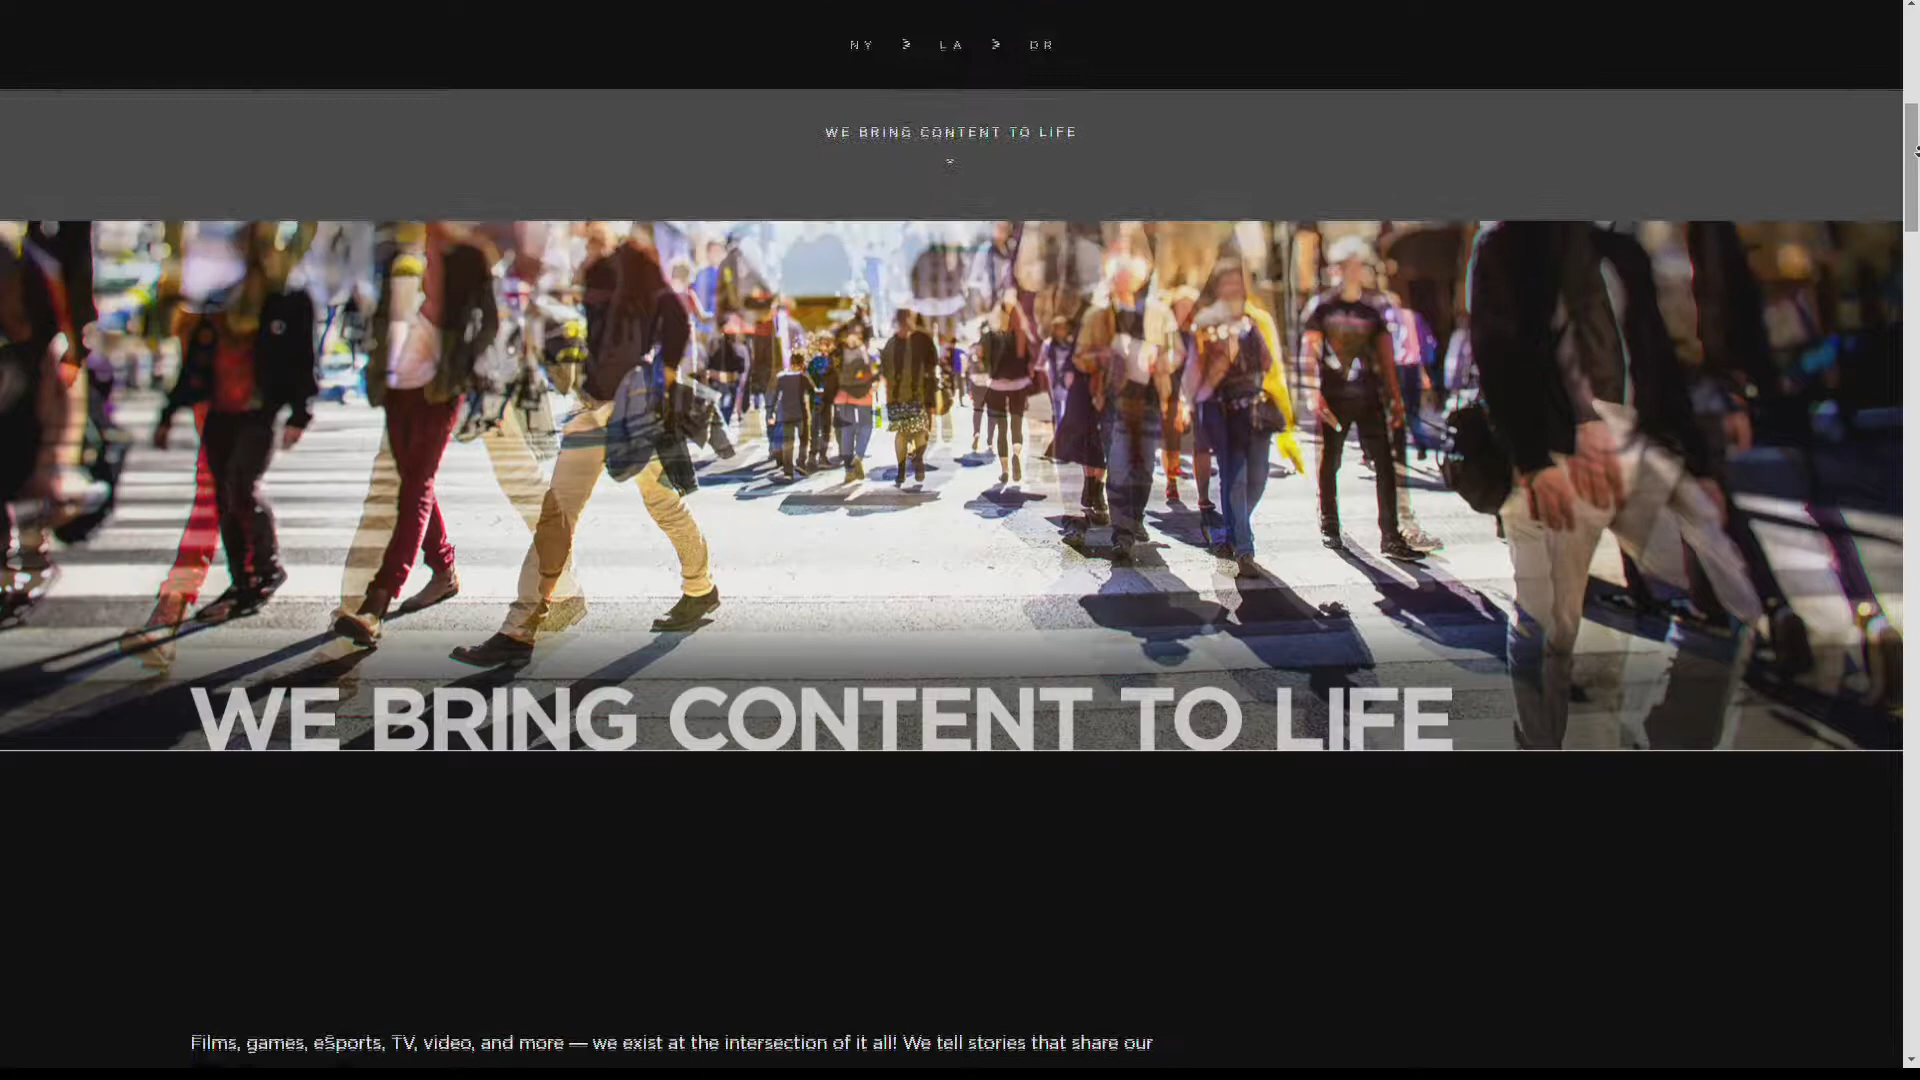 NY > LA > DR
WE BRING CONTENT TO LIFE
WE BRING CONTENT TO LIFE
Films, games, eSports, TV, video, and more — we exist at the intersection of it all! We tell stories that share our